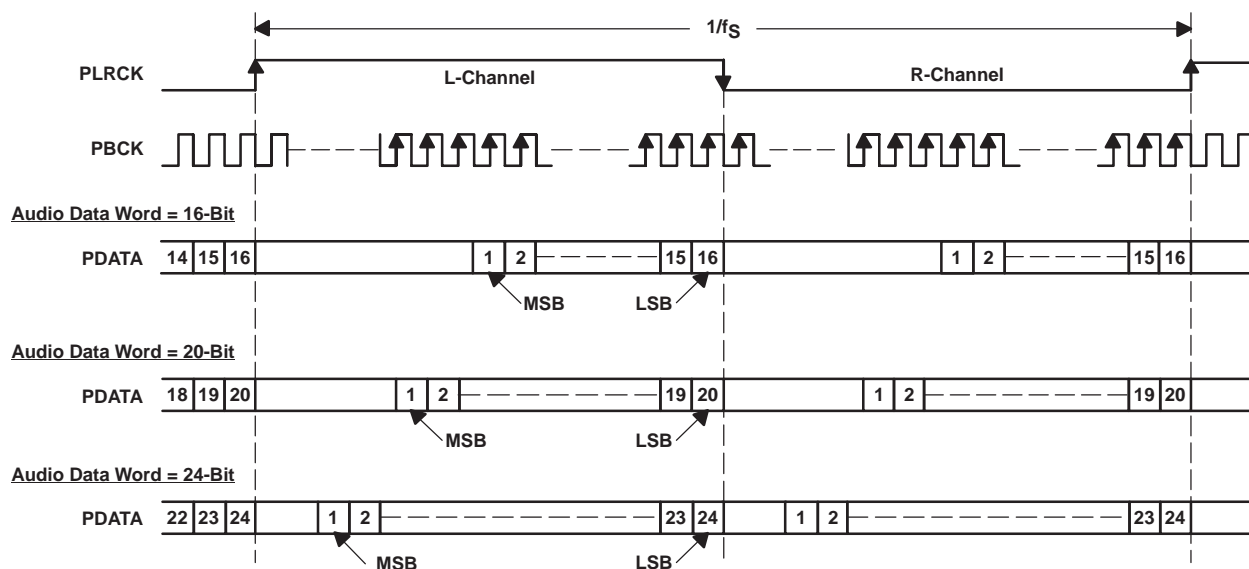 1/fS
PLRCK
L-Channel
R-Channel
PBCK
Audio Data Word = 16-Bit
PDATA 14 15 16 1 2 15 16 1 2 15 16
MSB LSB
Audio Data Word = 20-Bit
PDATA 18 19 20 1 2 19 20 1 2 19 20
MSB LSB
Audio Data Word = 24-Bit
PDATA 22 23 24 1 2 23 24 1 2 23 24
MSB LSB